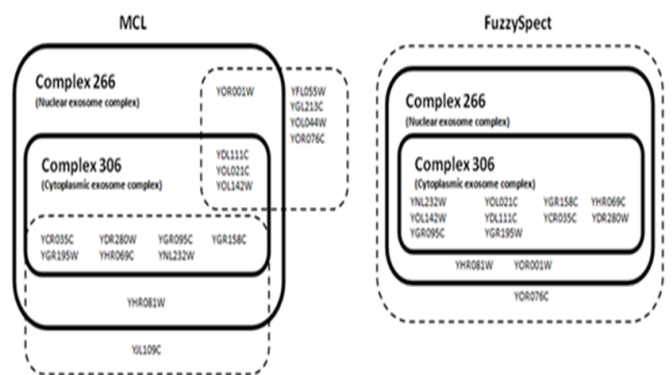 MCL
Complex 266
(Nuclear exosome complex)
YOR001W
YFL055W
YGL213C
YOL044W
YOR076C
Complex 306
(Cytoplasmic exosome complex)
YDL111C
YOL021C
YOL142W
YCR035C YDR280W YGR095C YGR158C
YGR195W YHR069C YNL232W
YHR081W
YJL109C
FuzzySpect
Complex 266
(Nuclear exosome complex)
Complex 306
(Cytoplasmic exosome complex)
YNL232W YOL021C YGR158C YHR069C
YOL142W YDL111C YCR035C YDR280W
YGR095C YGR195W
YHR081W YOR001W
YOR076C